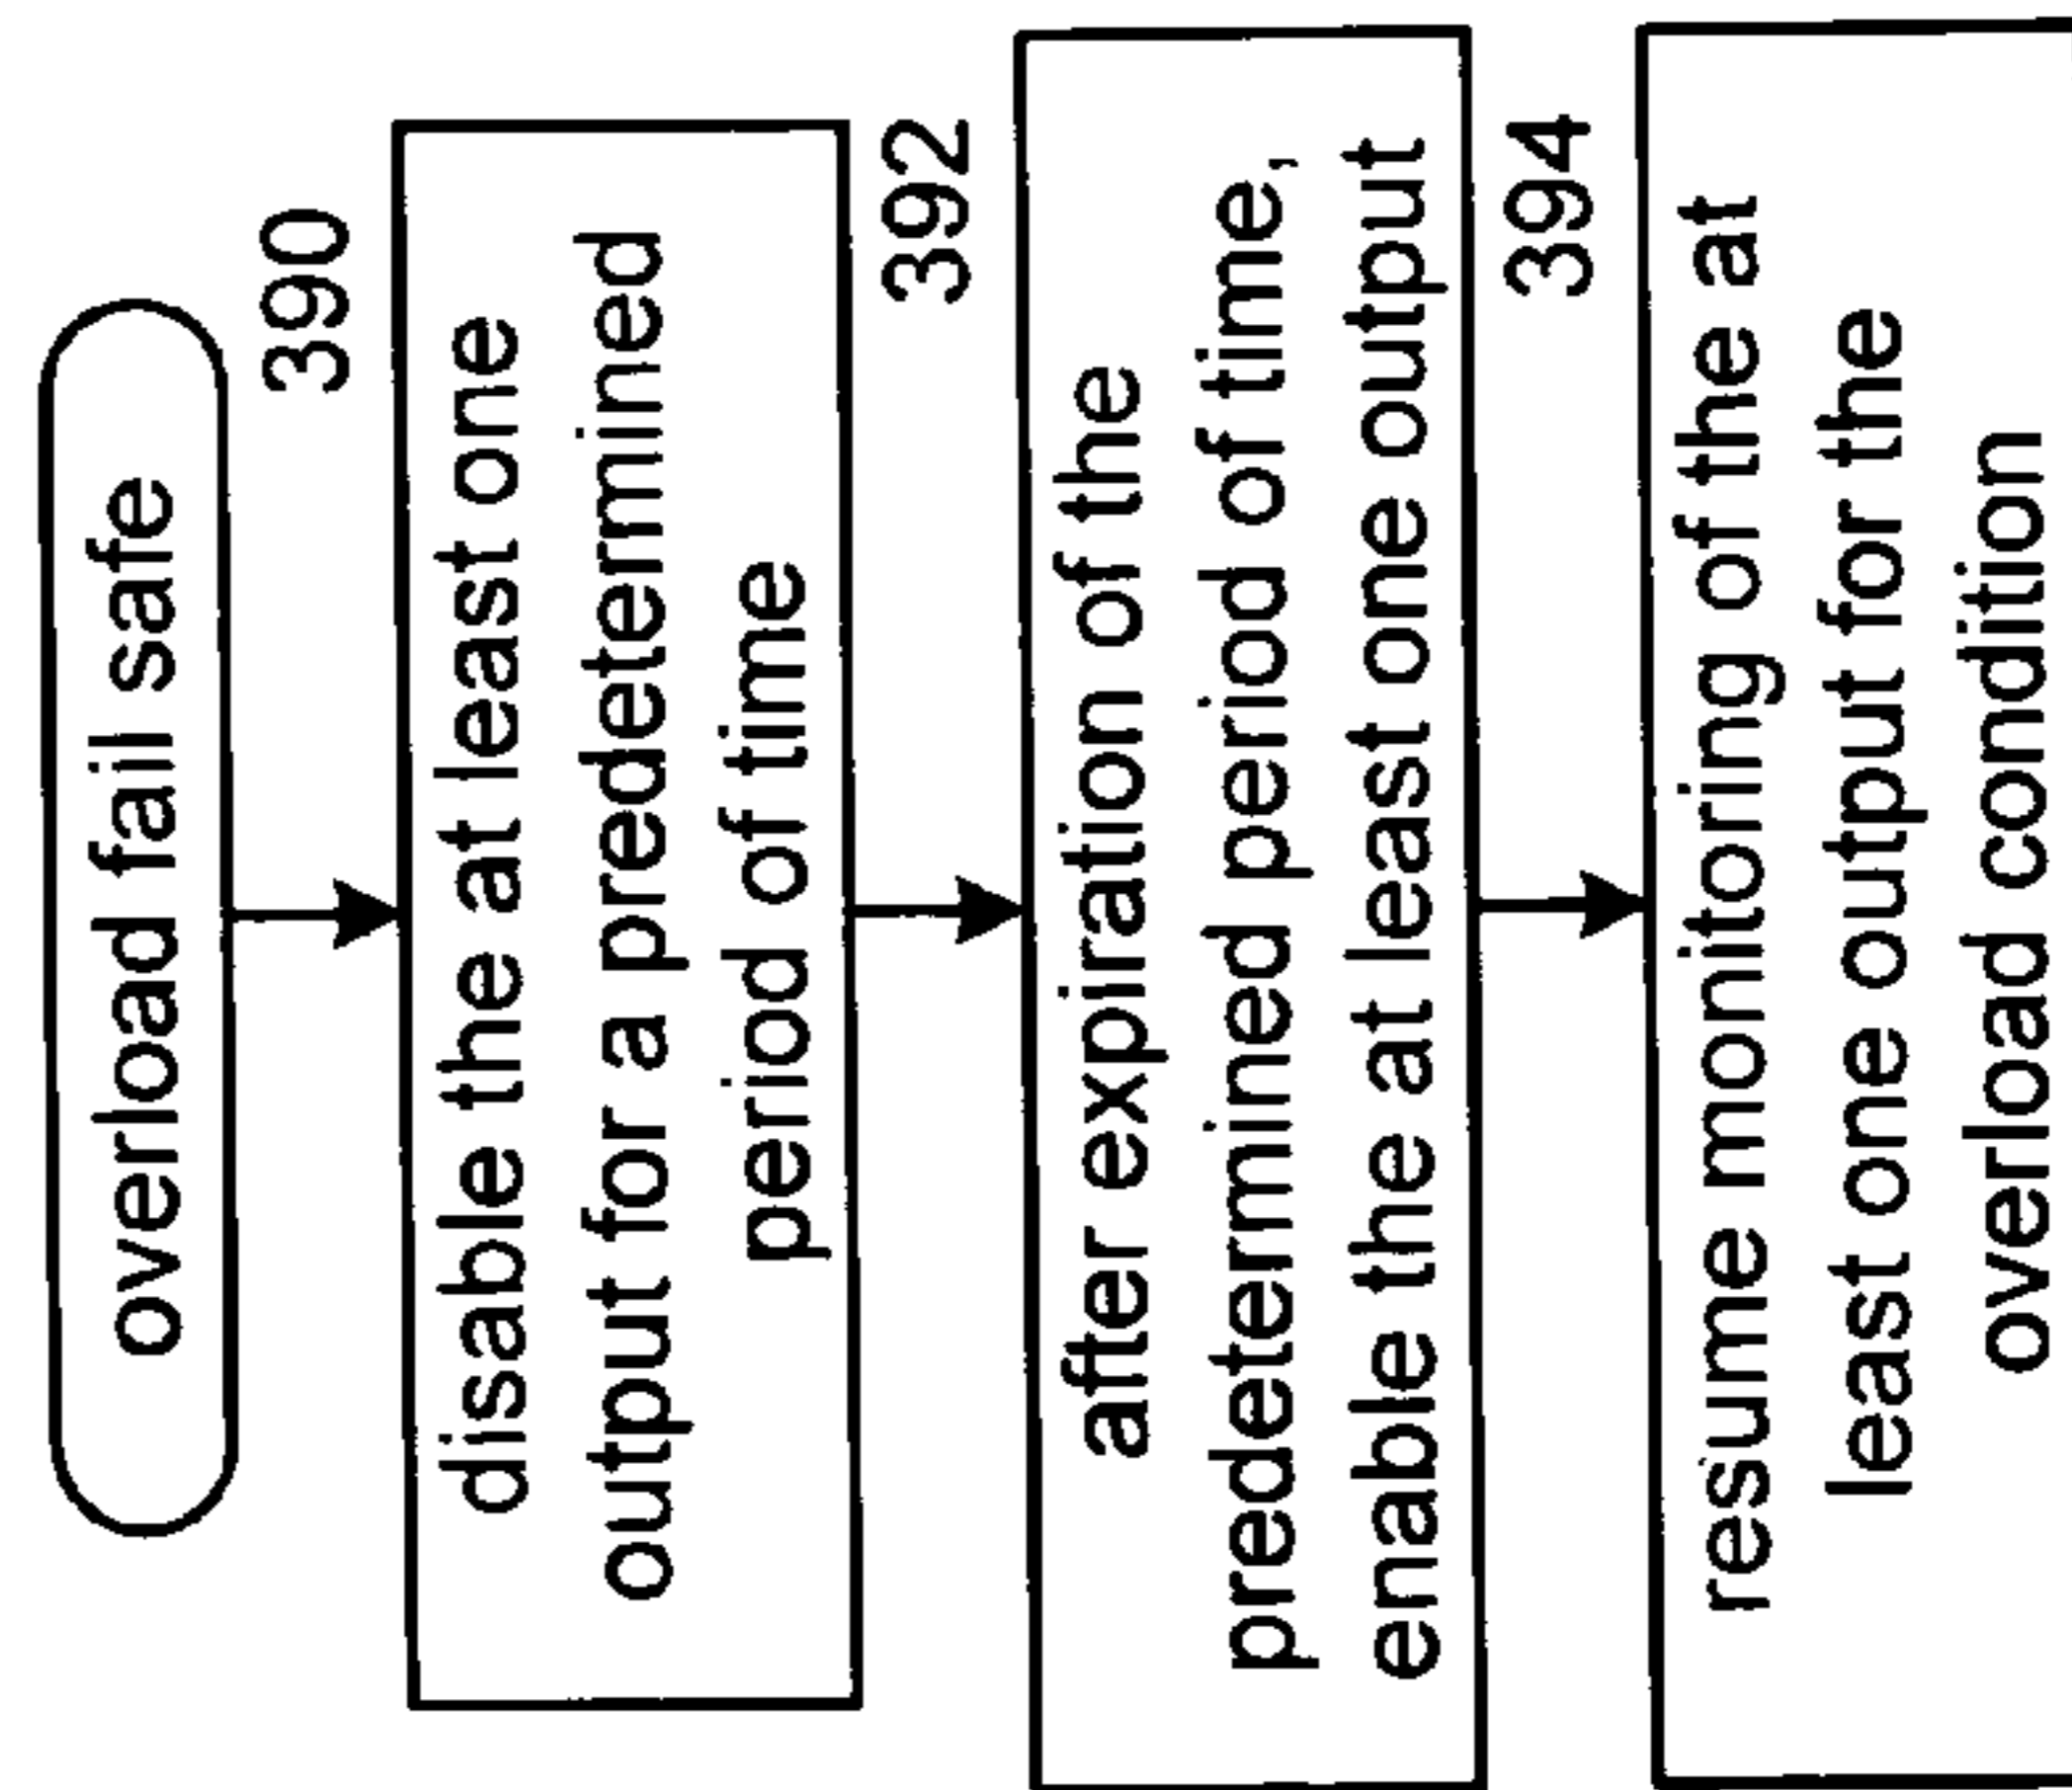 overload fail safe
390
disable the at least one
output for a predetermined
period of time
392
after expiration of the
predetermined period of time,
enable the at least one output
394
resume monitoring of the at
least one output for the
overload condition